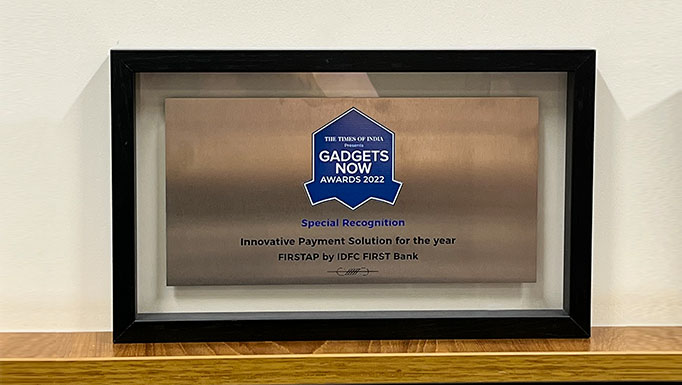 THE TIMES OF INDIA
Presents
GADGETS
NOW
AWARDS 2022
Special Recognition
Innovative Payment Solution for the year
FIRSTAP by IDFC FIRST Bank